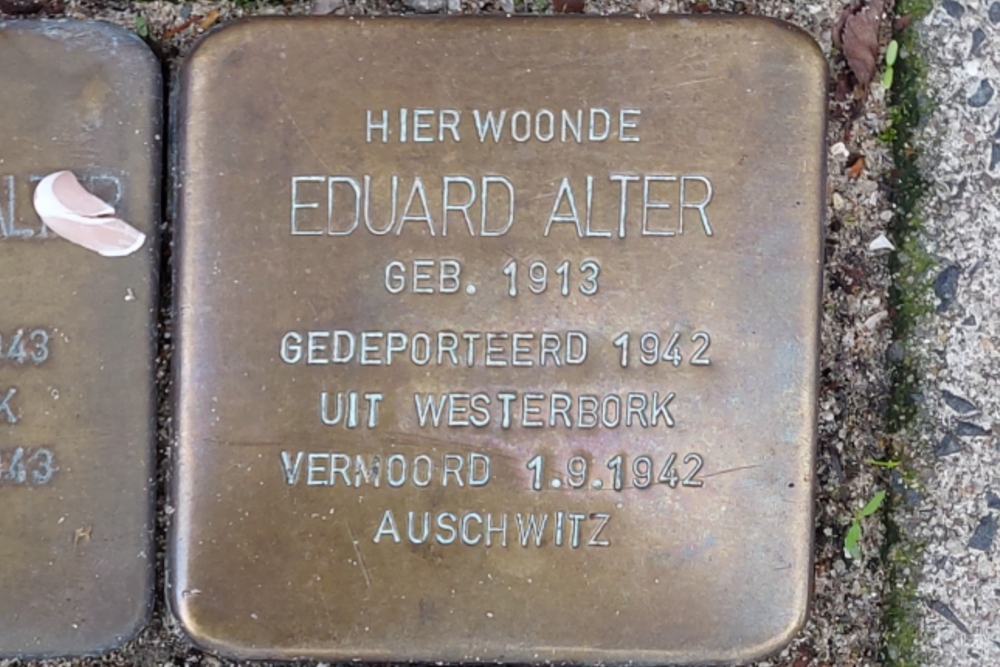 HIER WOONDE
EDUARD ALTER
GEB. 1913
GEDEPORTEERD 1942
UIT WESTERBORK
VERMOORD 1.9.1942
AUSCHWITZ